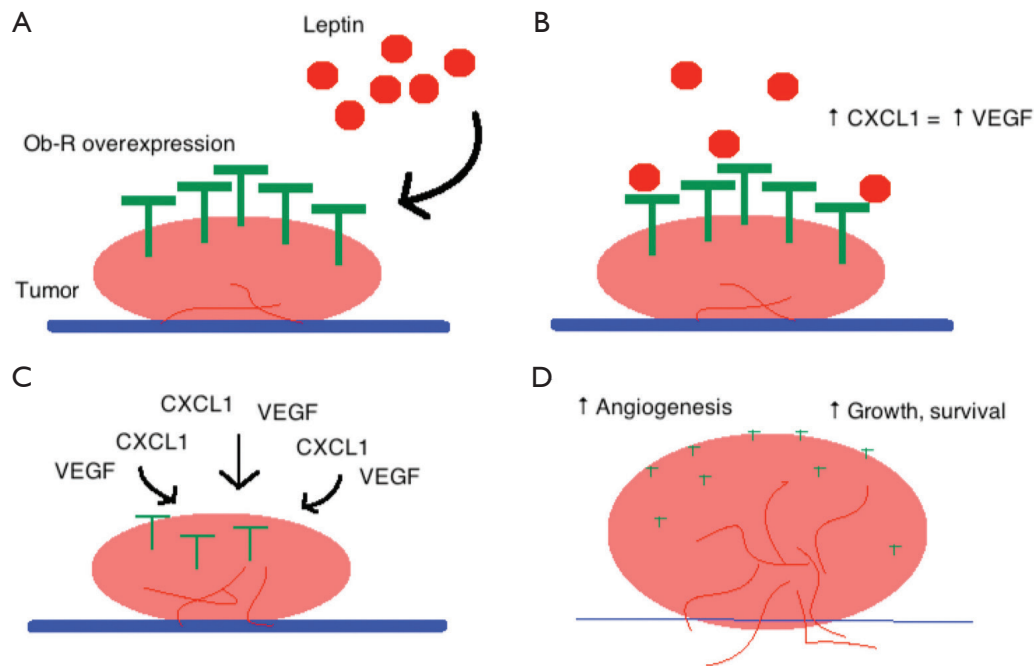 A
Leptin
Ob-R overexpression
Tumor
B
↑ CXCL1 = ↑ VEGF
C
CXCL1
VEGF
CXCL1
VEGF
CXCL1
VEGF
D
↑ Angiogenesis
↑ Growth, survival